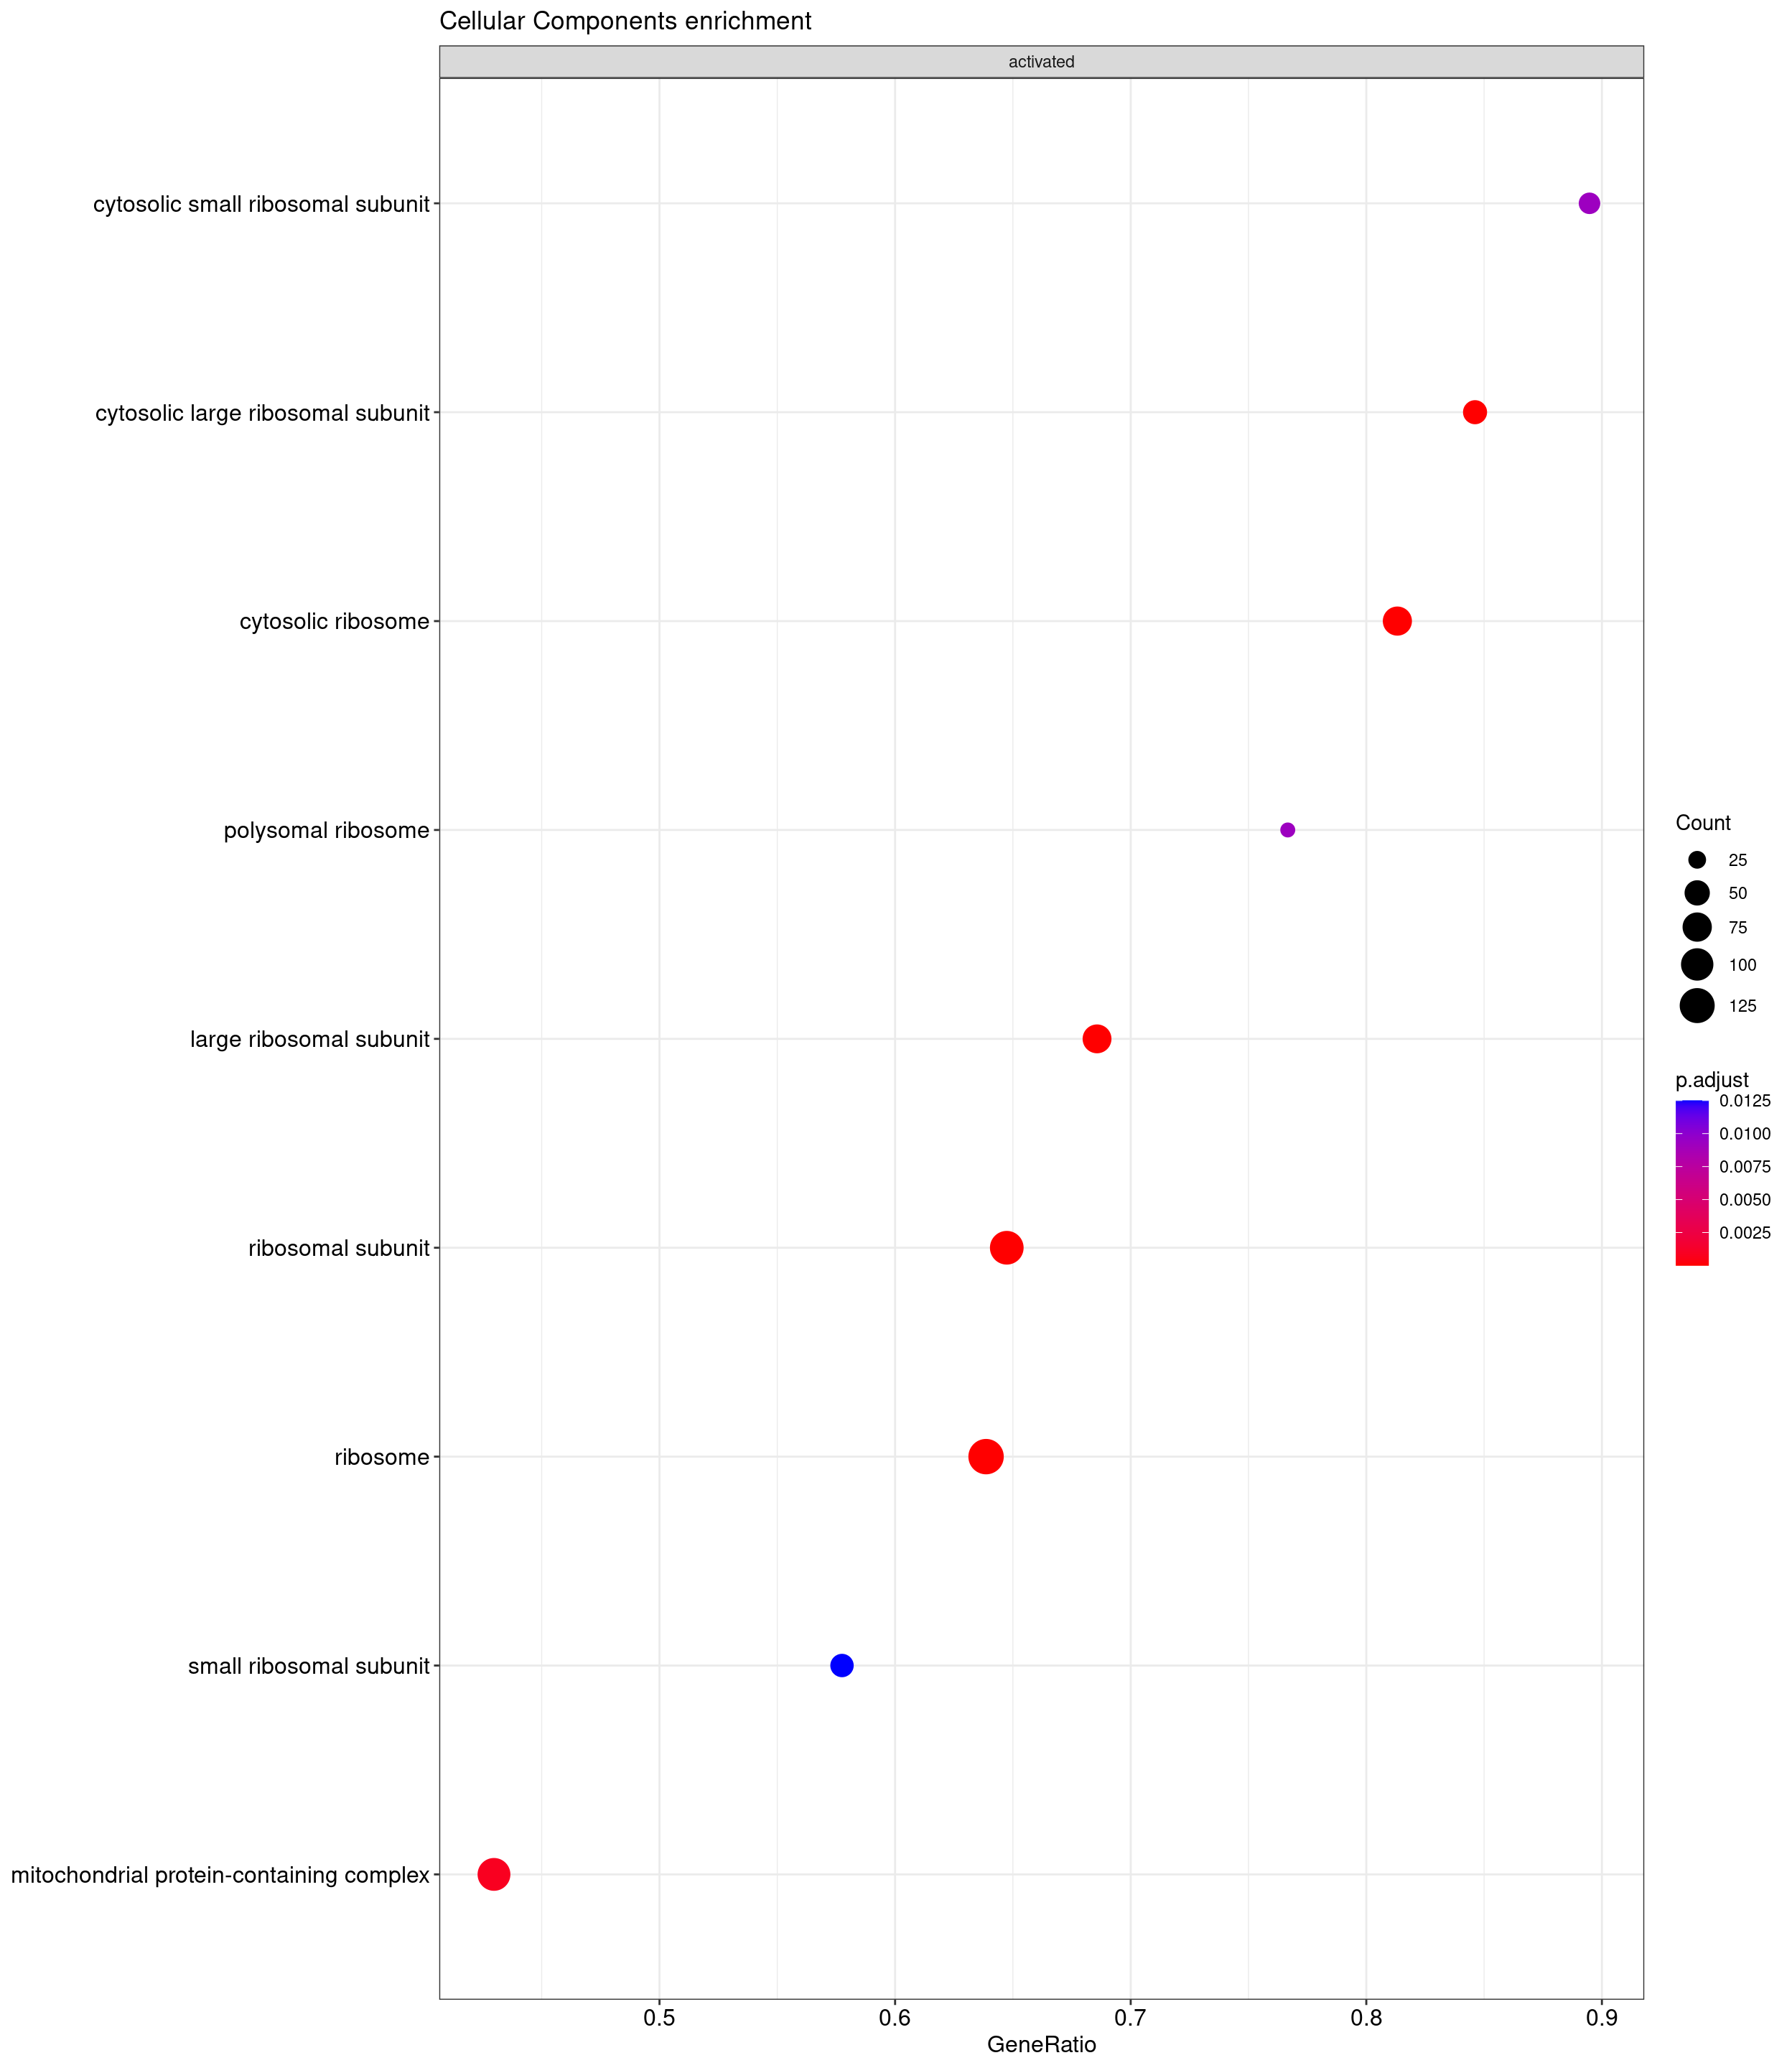 Cellular Components enrichment
activated
cytosolic small ribosomal subunit
cytosolic large ribosomal subunit
cytosolic ribosome
polysomal ribosome
large ribosomal subunit
ribosomal subunit
ribosome
small ribosomal subunit
mitochondrial protein-containing complex
0.5 0.6 0.7 0.8 0.9
GeneRatio
Count
25
50
75
100
125
p.adjust
0.0125
0.0100
0.0075
0.0050
0.0025